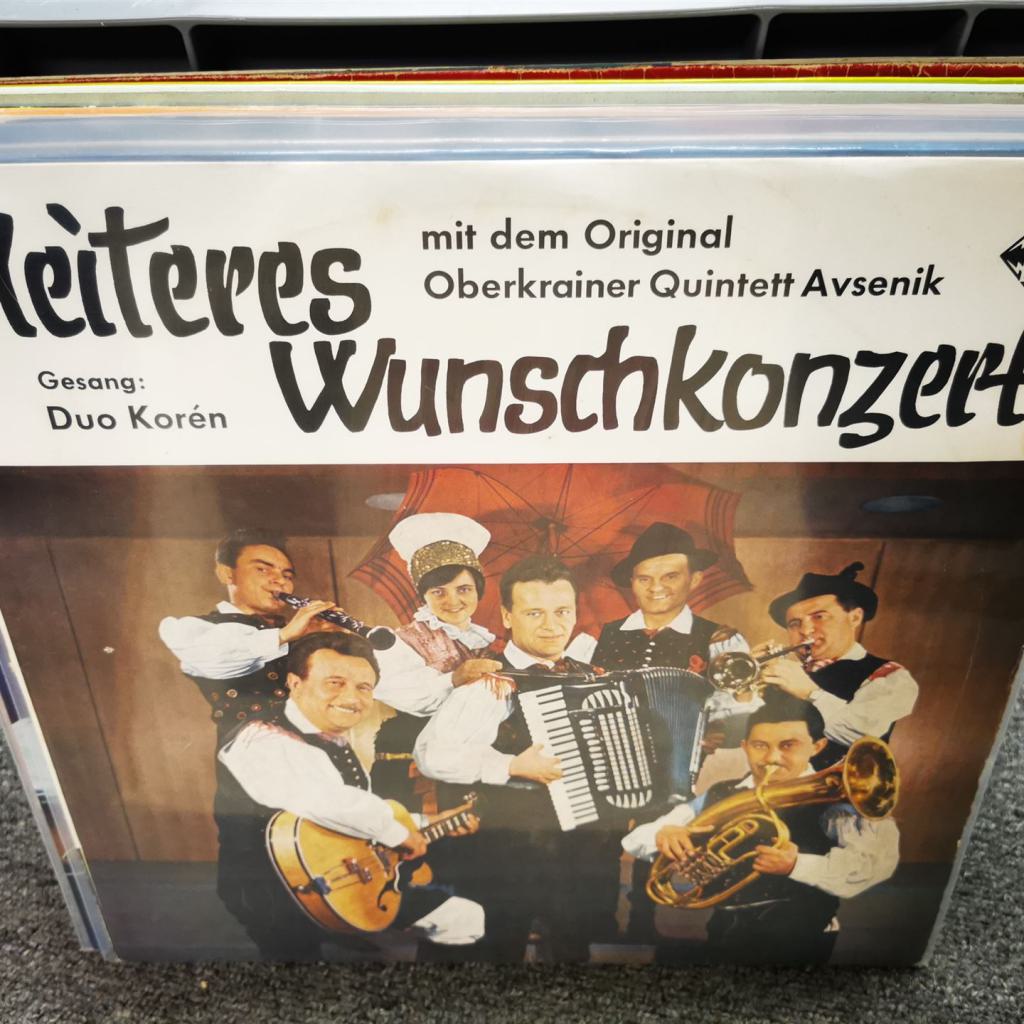 Heiteres
mit dem Original
Oberkrainer Quintett Avsenik
Wunschkonzert
Gesang:
Duo Korén